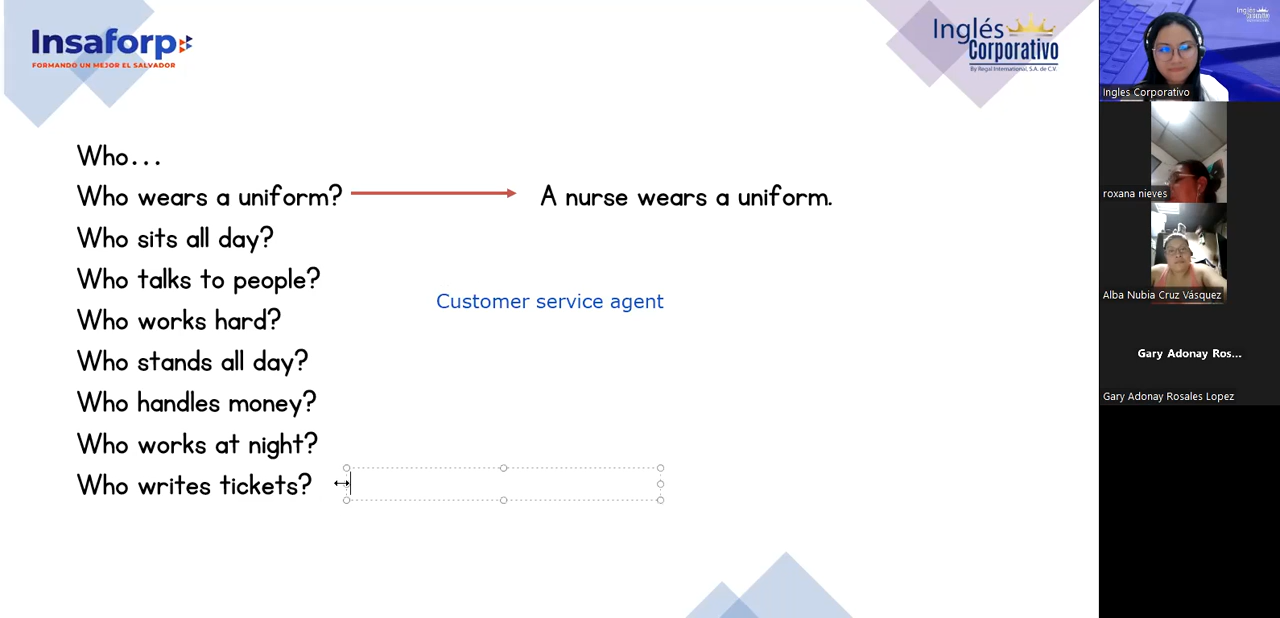 Insaforp
FORMANDO UN MEJOR EL SALVADOR
Inglés
Corporativo
By Regal International, S.A. de C.V.
Who...
Who wears a uniform?
A nurse wears a uniform.
Who sits all day?
Who talks to people?
Customer service agent
Who works hard?
Who stands all day?
Who handles money?
Who works at night?
Who writes tickets?
Inglés
Ingles Corporativo
roxana nieves
Alba Nubia Cruz Vásquez
Gary Adonay Ros...
Gary Adonay Rosales Lopez